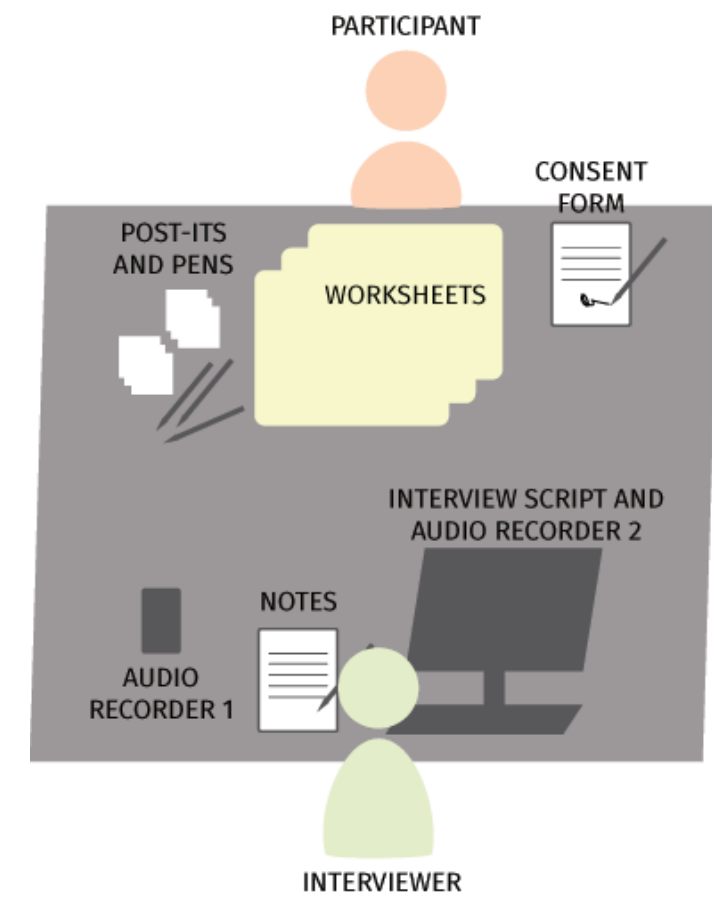 PARTICIPANT
CONSENT
FORM
POST-ITS
AND PENS
WORKSHEETS
INTERVIEW SCRIPT AND
AUDIO RECORDER 2
NOTES
AUDIO
RECORDER 1
INTERVIEWER